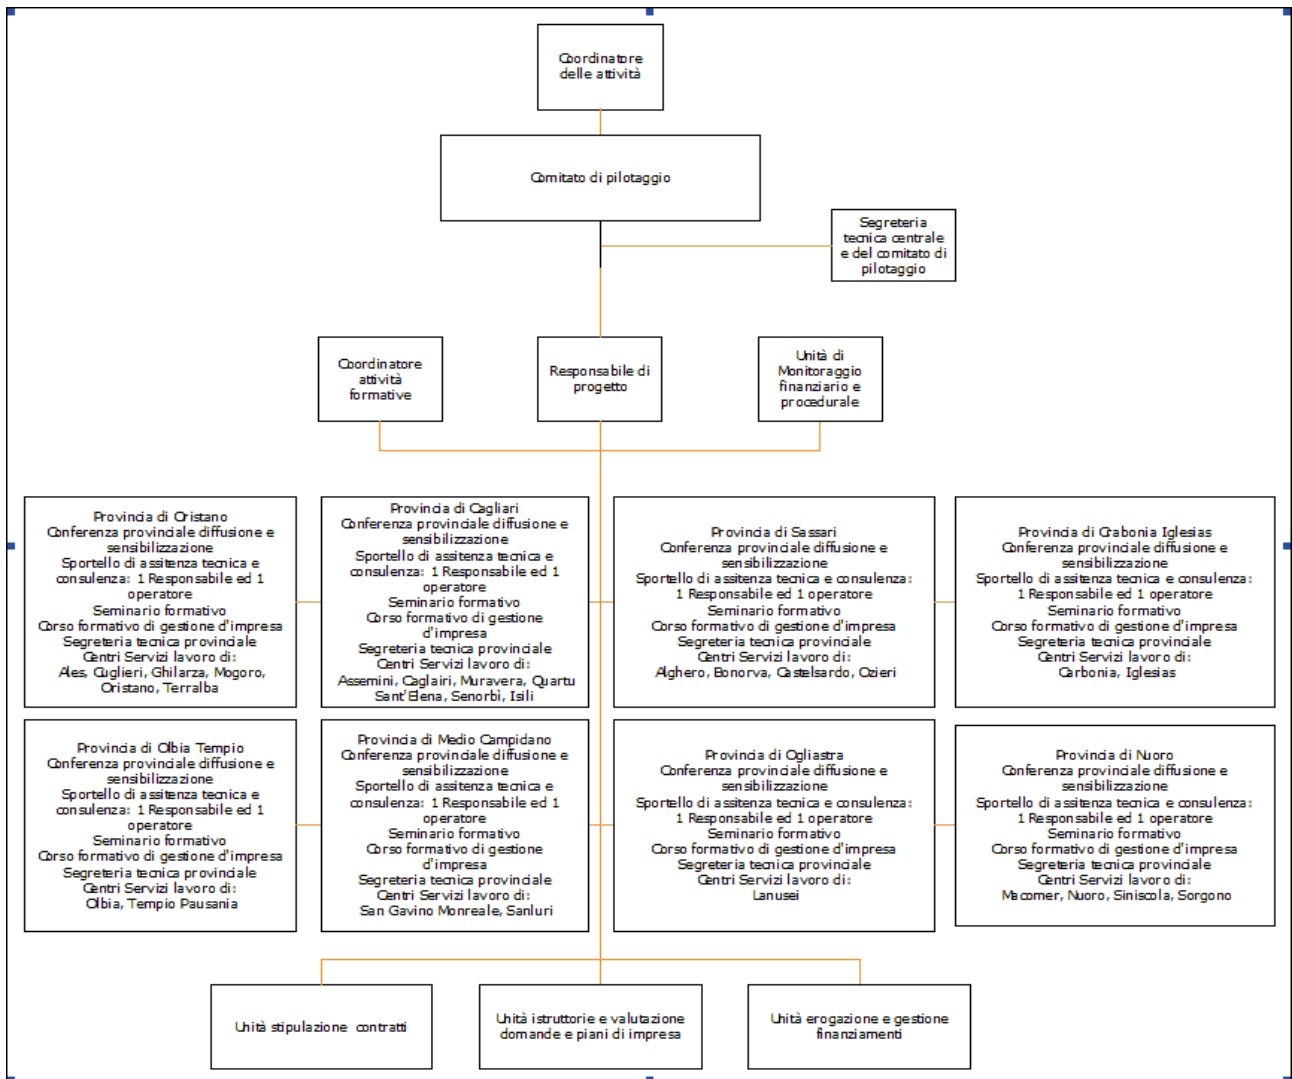 Coordinatore
delle attività
Comitato di pilotaggio
Segreteria
tecnica centrale
e del comitato di
pilotaggio
Coordinatore
attività
formative
Responsabile di
progetto
Unità di
Monitoraggio
finanziario e
procedurale
Provincia di Oristano
Conferenza provinciale diffusione e
sensibilizzazione
Sportello di assitenza tecnica e
consulenza: 1 Responsabile ed 1
operatore
Seminario formativo
Corso formativo di gestione d'impresa
Segreteria tecnica provinciale
Centri Servizi lavoro di:
Ales, Cuglieri, Ghilarza, Mogoro,
Oristano, Terralba
Provincia di Cagliari
Conferenza provinciale diffusione e
sensibilizzazione
Sportello di assitenza tecnica e
consulenza: 1 Responsabile ed 1
operatore
Seminario formativo
Corso formativo di gestione
d'impresa
Segreteria tecnica provinciale
Centri Servizi lavoro di:
Assemini, Caglairi, Muravera, Quartu
Sant'Elena, Senorbì, Isili
Provincia di Sassari
Conferenza provinciale diffusione e
sensibilizzazione
Sportello di assitenza tecnica e consulenza:
1 Responsabile ed 1 operatore
Seminario formativo
Corso formativo di gestione d'impresa
Segreteria tecnica provinciale
Centri Servizi lavoro di:
Alghero, Bonorva, Castelsardo, Ozieri
Provincia di Crabonia Iglesias
Conferenza provinciale diffusione e
sensibilizzazione
Sportello di assitenza tecnica e consulenza:
1 Responsabile ed 1 operatore
Seminario formativo
Corso formativo di gestione d'impresa
Segreteria tecnica provinciale
Centri Servizi lavoro di:
Carbonia, Iglesias
Provincia di Olbia Tempio
Conferenza provinciale diffusione e
sensibilizzazione
Sportello di assitenza tecnica e
consulenza: 1 Responsabile ed 1
operatore
Seminario formativo
Corso formativo di gestione d'impresa
Segreteria tecnica provinciale
Centri Servizi lavoro di:
Olbia, Tempio Pausania
Provincia di Medio Campidano
Conferenza provinciale diffusione e
sensibilizzazione
Sportello di assitenza tecnica e
consulenza: 1 Responsabile ed 1
operatore
Seminario formativo
Corso formativo di gestione
d'impresa
Segreteria tecnica provinciale
Centri Servizi lavoro di:
San Gavino Monreale, Sanluri
Provincia di Ogliastra
Conferenza provinciale diffusione e
sensibilizzazione
Sportello di assitenza tecnica e consulenza:
1 Responsabile ed 1 operatore
Seminario formativo
Corso formativo di gestione d'impresa
Segreteria tecnica provinciale
Centri Servizi lavoro di:
Lanusei
Provincia di Nuoro
Conferenza provinciale diffusione e
sensibilizzazione
Sportello di assitenza tecnica e consulenza:
1 Responsabile ed 1 operatore
Seminario formativo
Corso formativo di gestione d'impresa
Segreteria tecnica provinciale
Centri Servizi lavoro di:
Macomer, Nuoro, Siniscola, Sorgono
Unità stipulazione contratti
Unità istruttorie e valutazione
domande e piani di impresa
Unità erogazione e gestione
finanziamenti